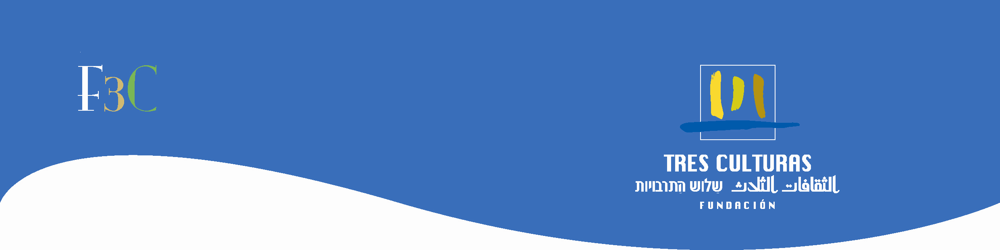 F3C
TRES CULTURAS
שלוש התרבויות الثقافات الثلاث
FUNDACIÓN